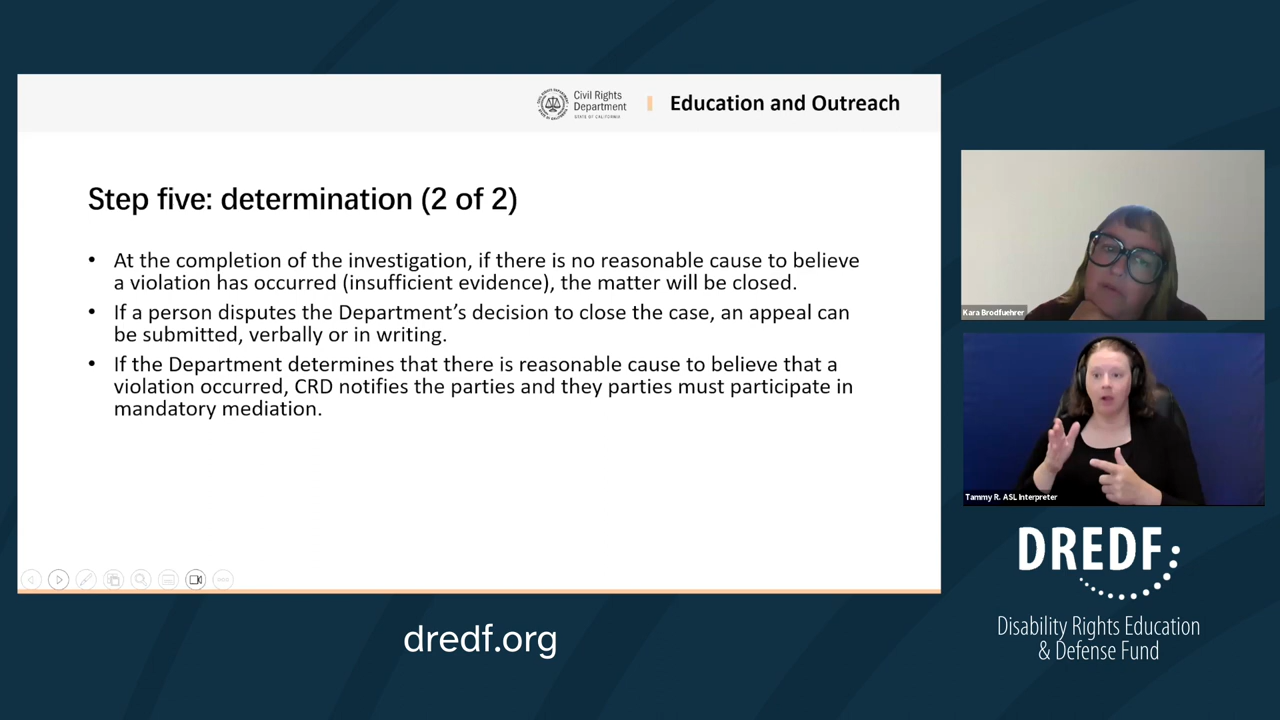 Civil Rights
Department
STATE OF CALIFORNIA
Education and Outreach
Step five: determination (2 of 2)
• At the completion of the investigation, if there is no reasonable cause to believe
a violation has occurred (insufficient evidence), the matter will be closed.
• If a person disputes the Department’s decision to close the case, an appeal can
be submitted, verbally or in writing.
• If the Department determines that there is reasonable cause to believe that a
violation occurred, CRD notifies the parties and they parties must participate in
mandatory mediation.
Kara Brodfuehrer
Tammy R. ASL Interpreter
DREDF
Disability Rights Education
& Defense Fund
dredf.org